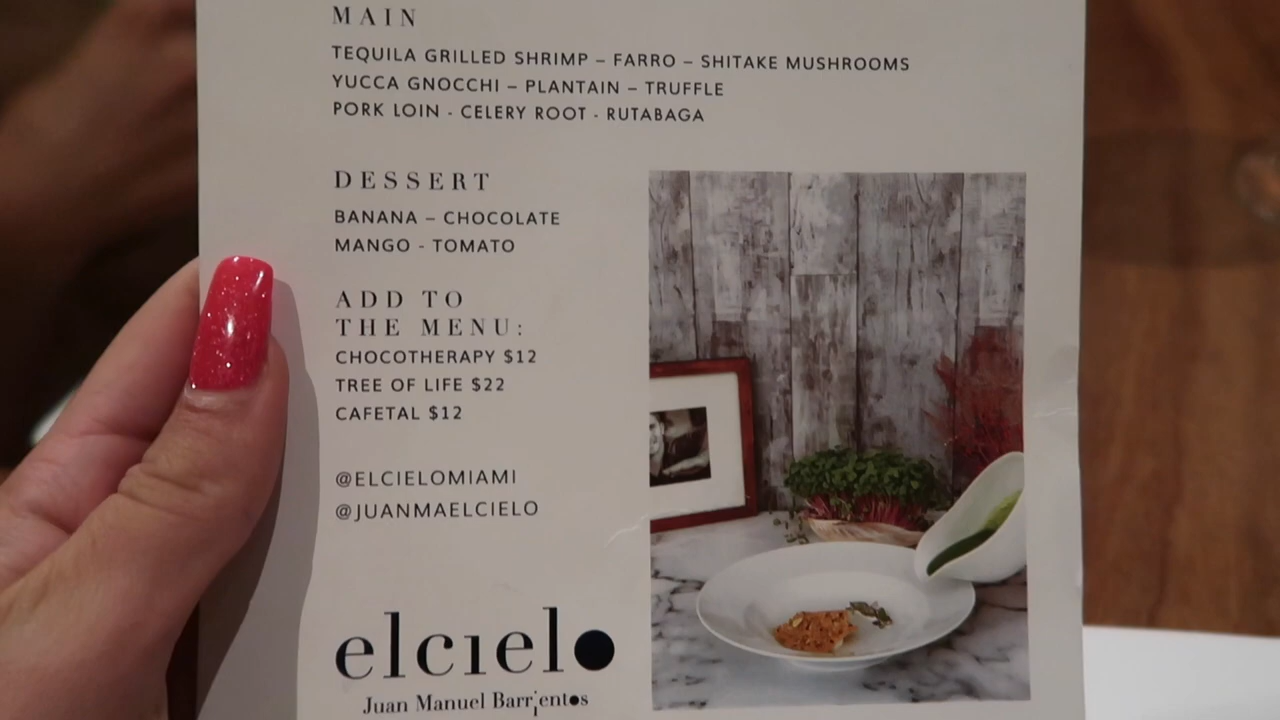 MAIN
TEQUILA GRILLED SHRIMP – FARRO – SHITAKE MUSHROOMS
YUCCA GNOCCHI – PLANTAIN – TRUFFLE
PORK LOIN - CELERY ROOT - RUTABAGA
DESSERT
BANANA – CHOCOLATE
MANGO - TOMATO
ADD TO
THE MENU:
CHOCOTHERAPY $12
TREE OF LIFE $22
CAFETAL $12
@ELCIELOMIAMI
@JUANMAELCIELO
elcielo
Juan Manuel Barrientos